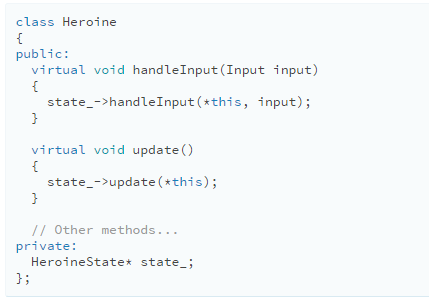 class Heroine
{
public:
  virtual void handleInput(Input input)
  {
    state_->handleInput(*this, input);
  }

  virtual void update()
  {
    state_->update(*this);
  }

  // Other methods...
private:
  HeroineState* state_;
};